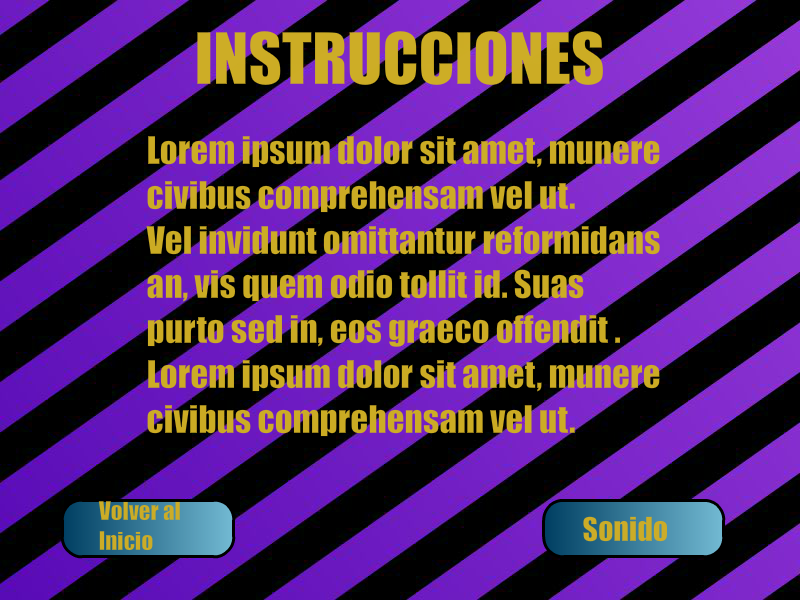 INSTRUCCIONES
Lorem ipsum dolor sit amet, munere
civibus comprehensam vel ut.
Vel invidunt omittantur reformidans
an, vis quem odio tollit id. Suas
purto sed in, eos graeco offendit .
Lorem ipsum dolor sit amet, munere
civibus comprehensam vel ut.
Volver al
Inicio
Sonido